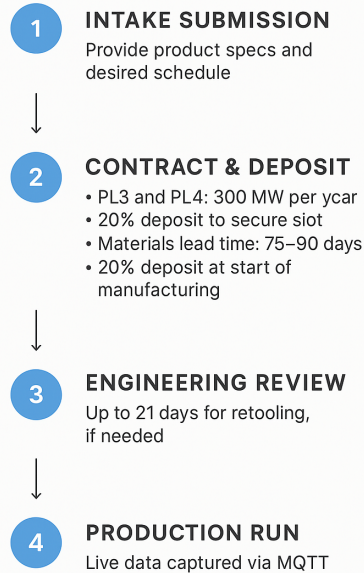 1
INTAKE SUBMISSION
Provide product specs and
desired schedule
2
CONTRACT & DEPOSIT
• PL3 and PL4: 300 MW per ycar
• 20% deposit to secure siot
• Materials lead time: 75–90 days
• 20% deposit at start of
manufacturing
3
ENGINEERING REVIEW
Up to 21 days for retooling,
if needed
4
PRODUCTION RUN
Live data captured via MQTT